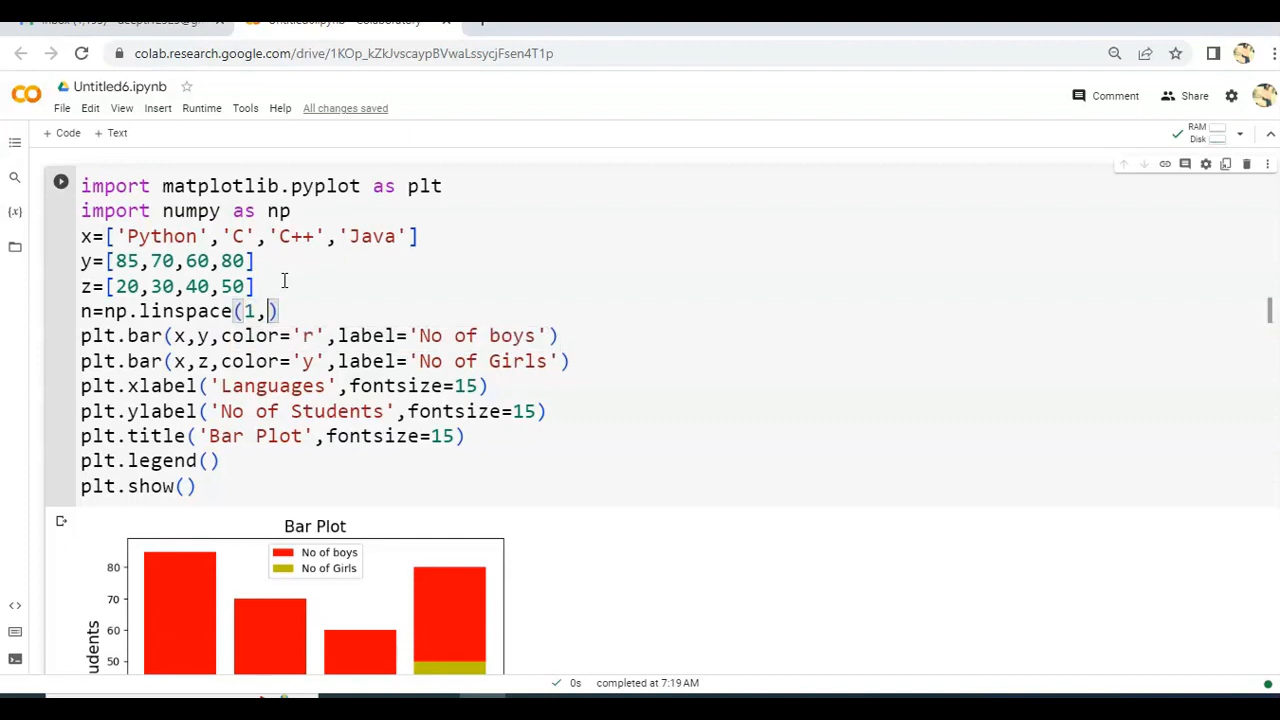 colab.research.google.com/drive/1KOp_kZkJvscaypBVwaLssycjFsen4T1p
Untitled6.ipynb
File Edit View Insert Runtime Tools Help All changes saved
Comment Share
+ Code + Text
RAM
Disk
import matplotlib.pyplot as plt
import numpy as np
x=['Python','C','C++','Java']
y=[85,70,60,80]
z=[20,30,40,50]
n=np.linspace(1,)
plt.bar(x,y,color='r',label='No of boys')
plt.bar(x,z,color='y',label='No of Girls')
plt.xlabel('Languages',fontsize=15)
plt.ylabel('No of Students',fontsize=15)
plt.title('Bar Plot',fontsize=15)
plt.legend()
plt.show()
Bar Plot
No of boys
No of Girls
80
70
60
50
udents
0s completed at 7:19 AM